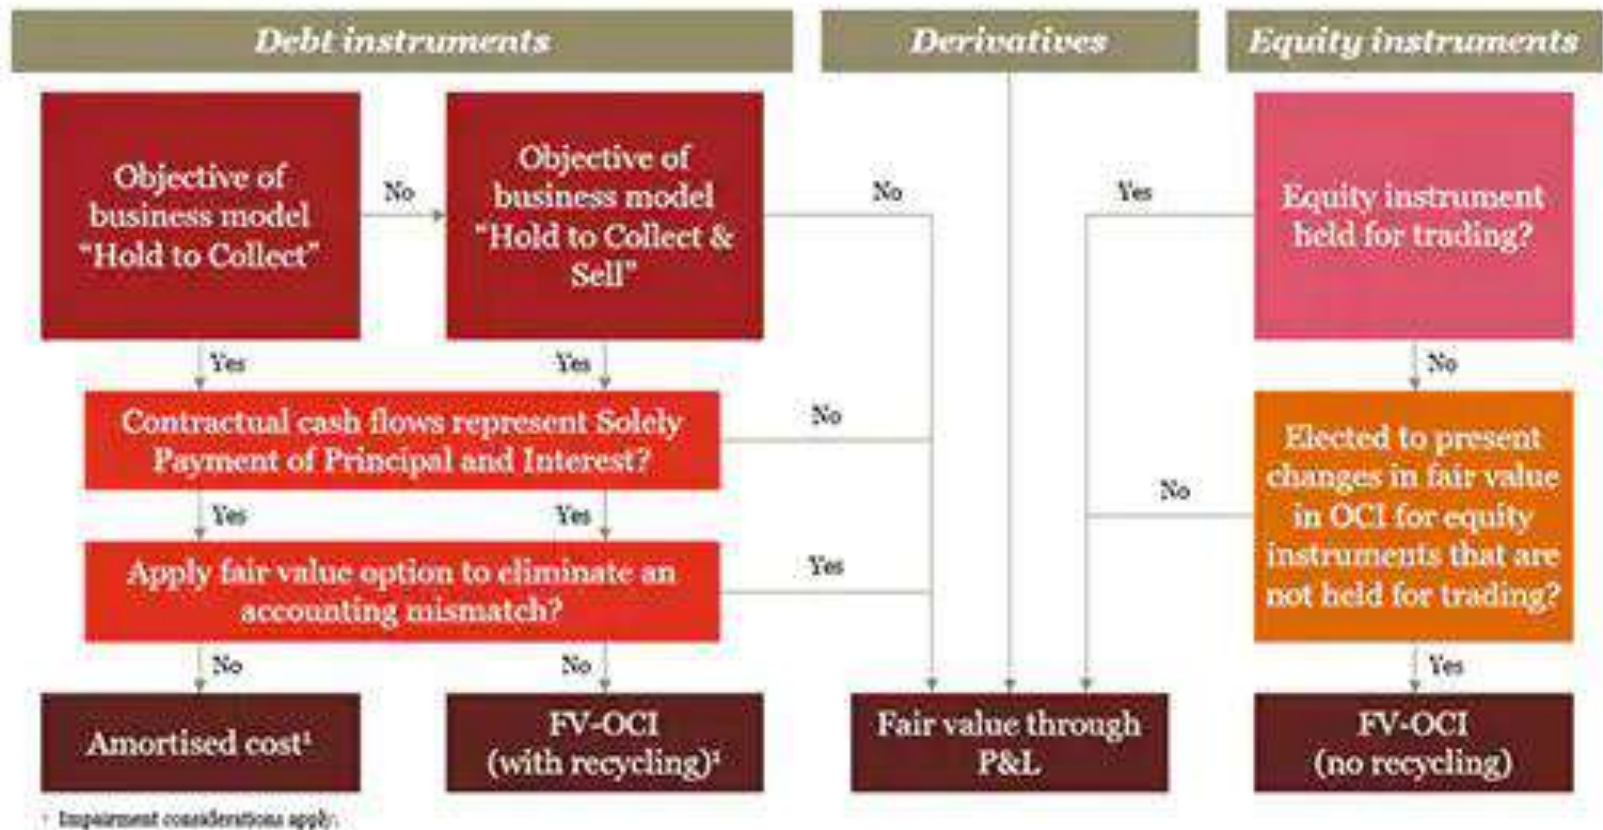 Debt instruments
Derivatives
Equity instruments
Objective of
business model
“Hold to Collect”
No
Objective of
business model
“Hold to Collect &
Sell”
No
Yes
Equity instrument
held for trading?
Yes
Yes
No
Contractual cash flows represent Solely
Payment of Principal and Interest?
No
Elected to present
changes in fair value
in OCI for equity
instruments that are
not held for trading?
No
Yes
Yes
Apply fair value option to eliminate an
accounting mismatch?
Yes
No
No
Yes
Amortised cost¹
FV-OCI
(with recycling)¹
Fair value through
P&L
FV-OCI
(no recycling)
¹ Impairment considerations apply.